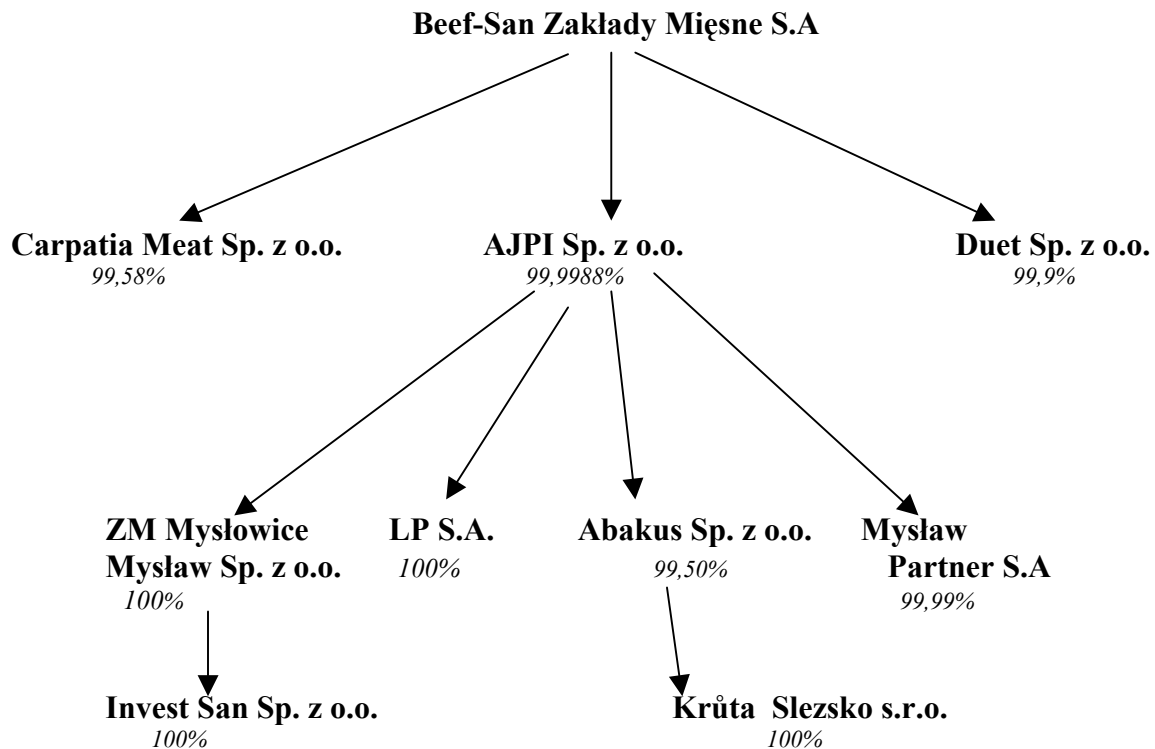 Beef-San Zakłady Mięsne S.A
Carpatia Meat Sp. z o.o.
99,58%
AJPI Sp. z o.o.
99,9988%
Duet Sp. z o.o.
99,9%
ZM Mysłowice
Mysław Sp. z o.o.
100%
LP S.A.
100%
Abakus Sp. z o.o.
99,50%
Mysław
Partner S.A
99,99%
Invest San Sp. z o.o.
100%
Krůta Slezsko s.r.o.
100%